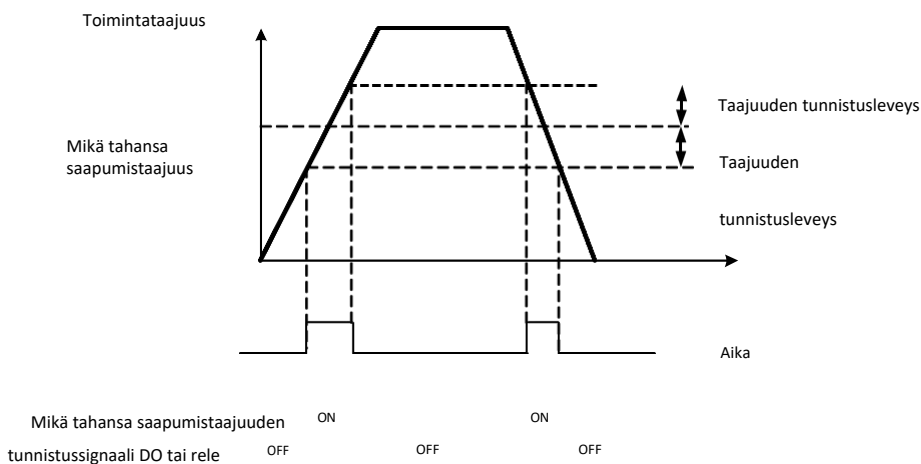 Toimintataajuus
Taajuuden tunnistusleveys
Mikä tahansa
saapumistaajuus
Taajuuden
tunnistusleveys
Aika
Mikä tahansa saapumistaajuuden
ON
ON
tunnistussignaali DO tai rele
OFF
OFF
OFF